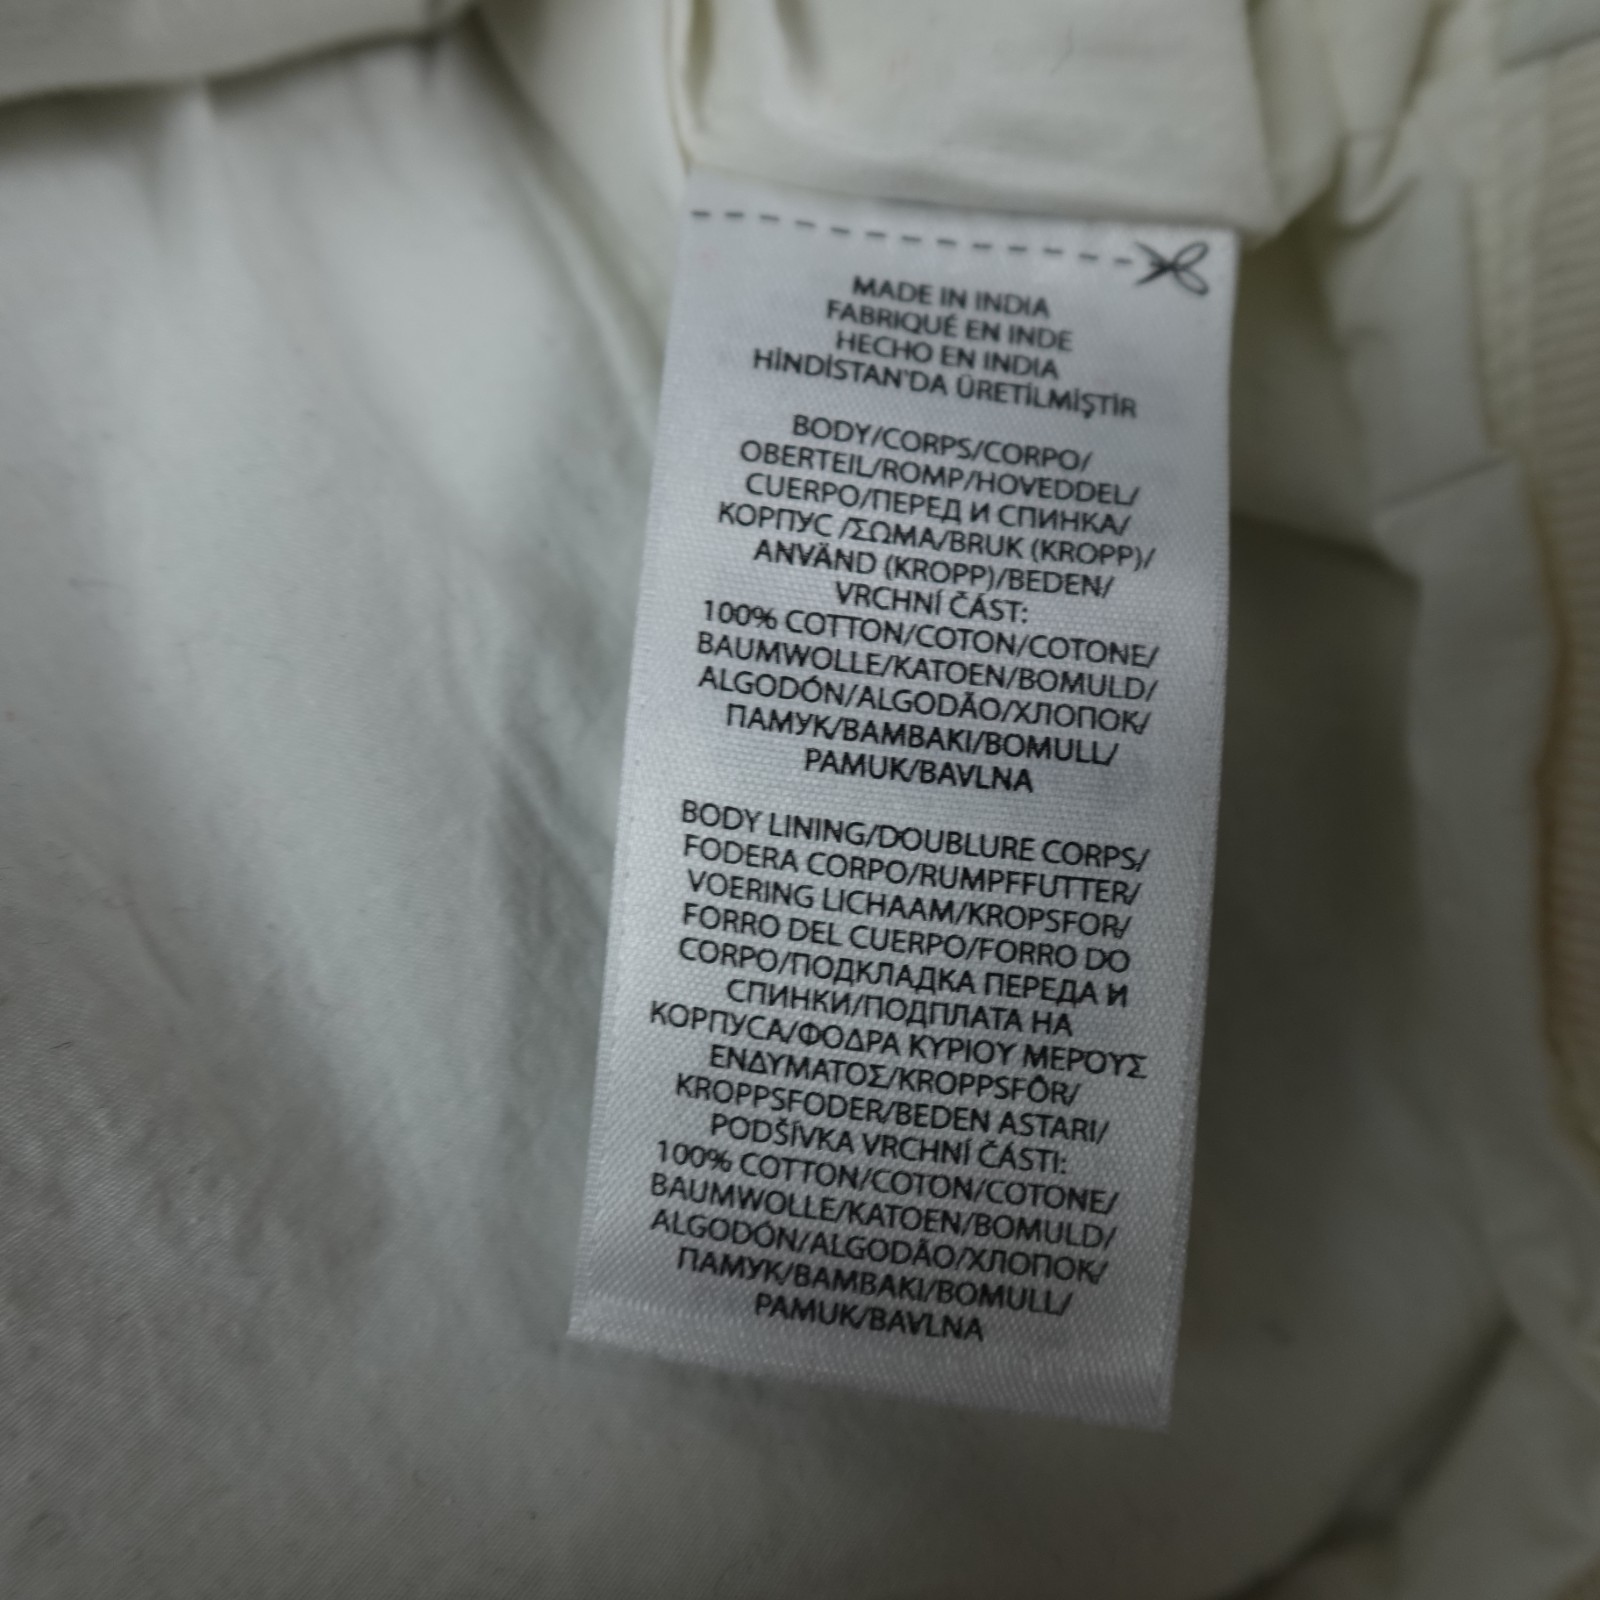 MADE IN INDIA
FABRIQUÉ EN INDE
HECHO EN INDIA
HİNDİSTAN'DA ÜRETİLMİŞTİR
BODY/CORPS/CORPO/
OBERTEIL/ROMP/HOVEDDEL/
CUERPO/ПЕРЕД И СПИНКА/
КОРПУС /ΣΩΜΑ/BRUK (KROPP)/
ANVÄND (KROPP)/BEDEN/
VRCHNÍ ČÁST:
100% COTTON/COTON/COTONE/
BAUMWOLLE/KATOEN/BOMULD/
ALGODÓN/ALGODÃO/ХЛОПОК/
ПАМУК/ΒΑΜΒΑΚΙ/BOMULL/
PAMUK/BAVLNA
BODY LINING/DOUBLURE CORPS/
FODERA CORPO/RUMPFFUTTER/
VOERING LICHAAM/KROPSFOR/
FORRO DEL CUERPO/FORRO DO
CORPO/ПОДКЛАДКА ПЕРЕДА И
СПИНКИ/ПОДПЛАТА НА
КОРПУСА/ΦΟΔΡΑ ΚΥΡΙΟΥ ΜΕΡΟΥΣ
ΕΝΔΥΜΑΤΟΣ/KROPPSFÔR/
KROPPSFODER/BEDEN ASTARI/
PODŠÍVKA VRCHNÍ ČÁSTI:
100% COTTON/COTON/COTONE/
BAUMWOLLE/KATOEN/BOMULD/
ALGODÓN/ALGODÃO/ХЛОПОК/
ПАМУК/ΒΑΜΒΑΚΙ/BOMULL/
PAMUK/BAVLNA